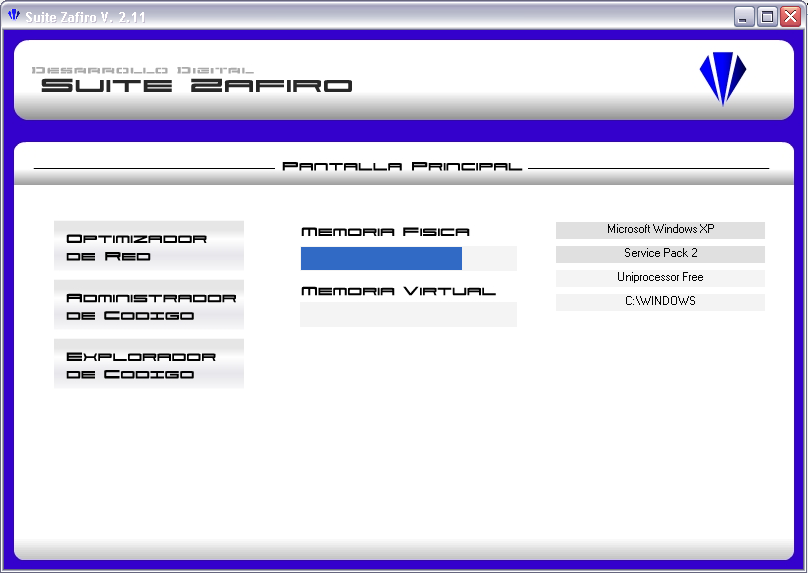 Suite Zafiro V. 2.11
Desarrollo Digital
Suite Zafiro
Pantalla Principal
Optimizador
de Red
Administrador
de Codigo
Explorador
de Codigo
Memoria Fisica
Memoria Virtual
Microsoft Windows XP
Service Pack 2
Uniprocessor Free
C:\WINDOWS